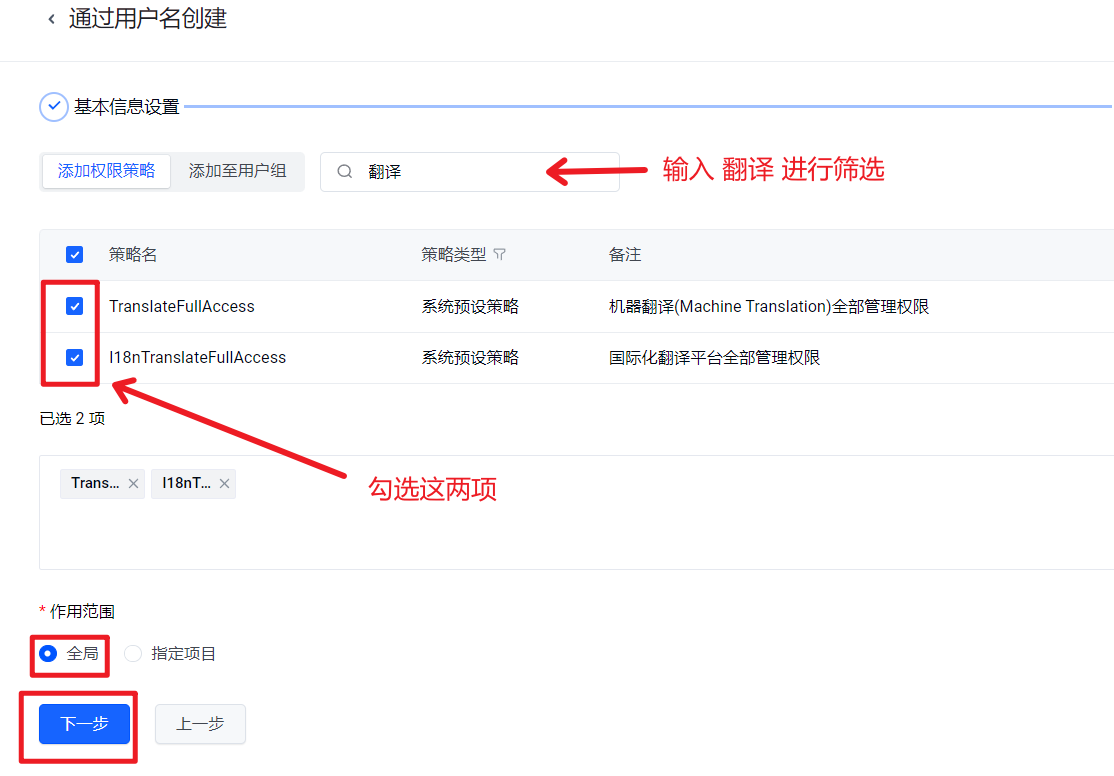 通过用户名创建
基本信息设置
添加权限策略 添加至用户组 翻译 输入 翻译 进行筛选
策略名 策略类型 备注
TranslateFullAccess 系统预设策略 机器翻译(Machine Translation)全部管理权限
I18nTranslateFullAccess 系统预设策略 国际化翻译平台全部管理权限
已选 2 项
Trans... I18nT...
勾选这两项
* 作用范围
全局 指定项目
下一步 上一步